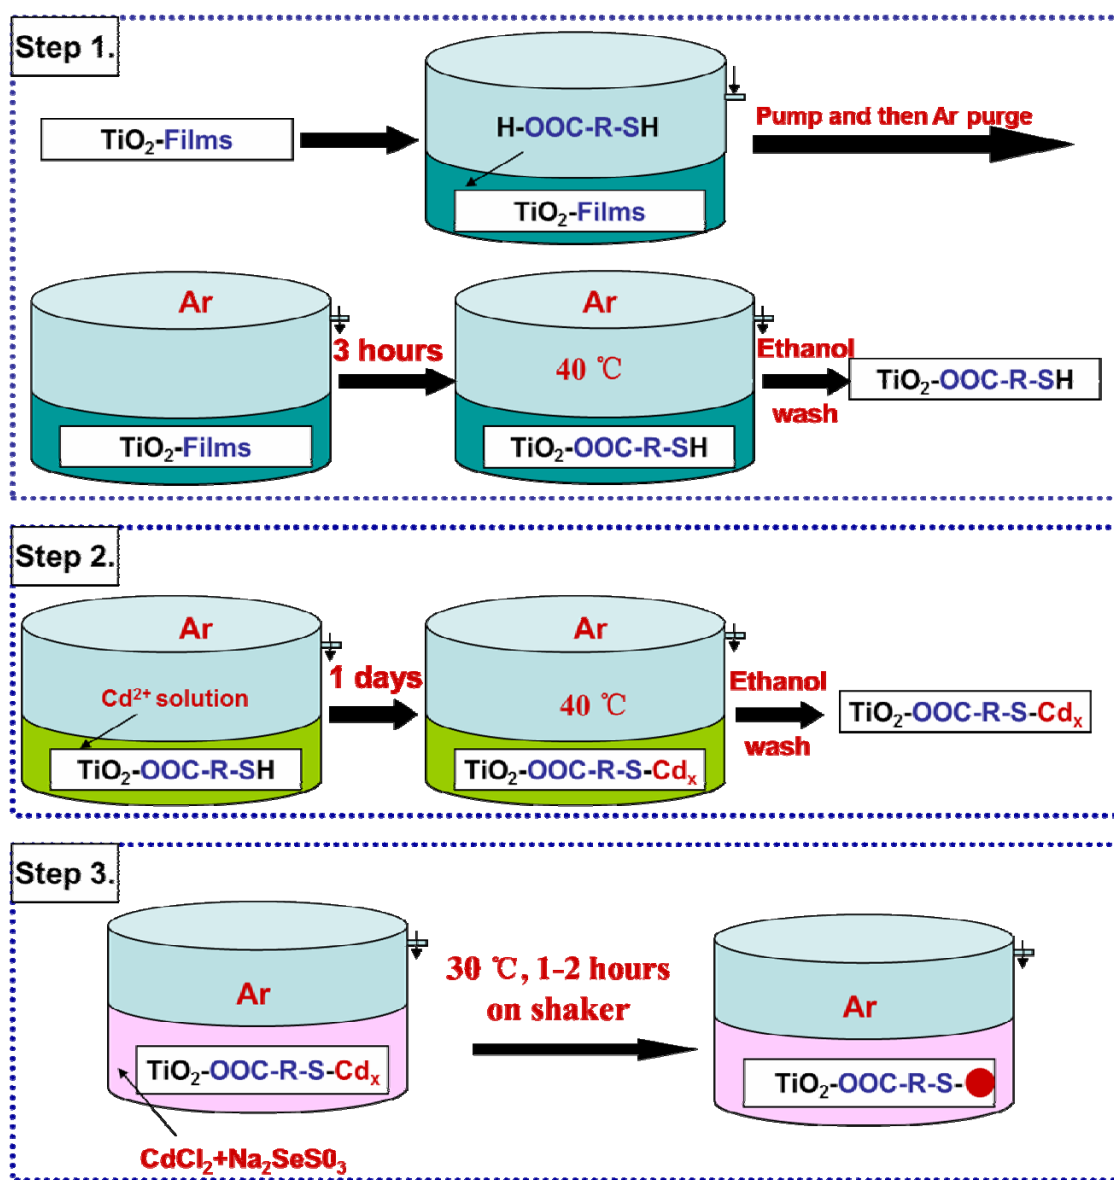 Step 1.
TiO₂-Films
H-OOC-R-SH
TiO₂-Films
Pump and then Ar purge
Ar
TiO₂-Films
3 hours
Ar
40 ℃
TiO₂-OOC-R-SH
Ethanol
wash
TiO₂-OOC-R-SH
Step 2.
Ar
Cd²⁺ solution
TiO₂-OOC-R-SH
1 days
Ar
40 ℃
TiO₂-OOC-R-S-Cdₓ
Ethanol
wash
TiO₂-OOC-R-S-Cdₓ
Step 3.
Ar
TiO₂-OOC-R-S-Cdₓ
CdCl₂+Na₂SeS0₃
30 ℃, 1-2 hours
on shaker
Ar
TiO₂-OOC-R-S-